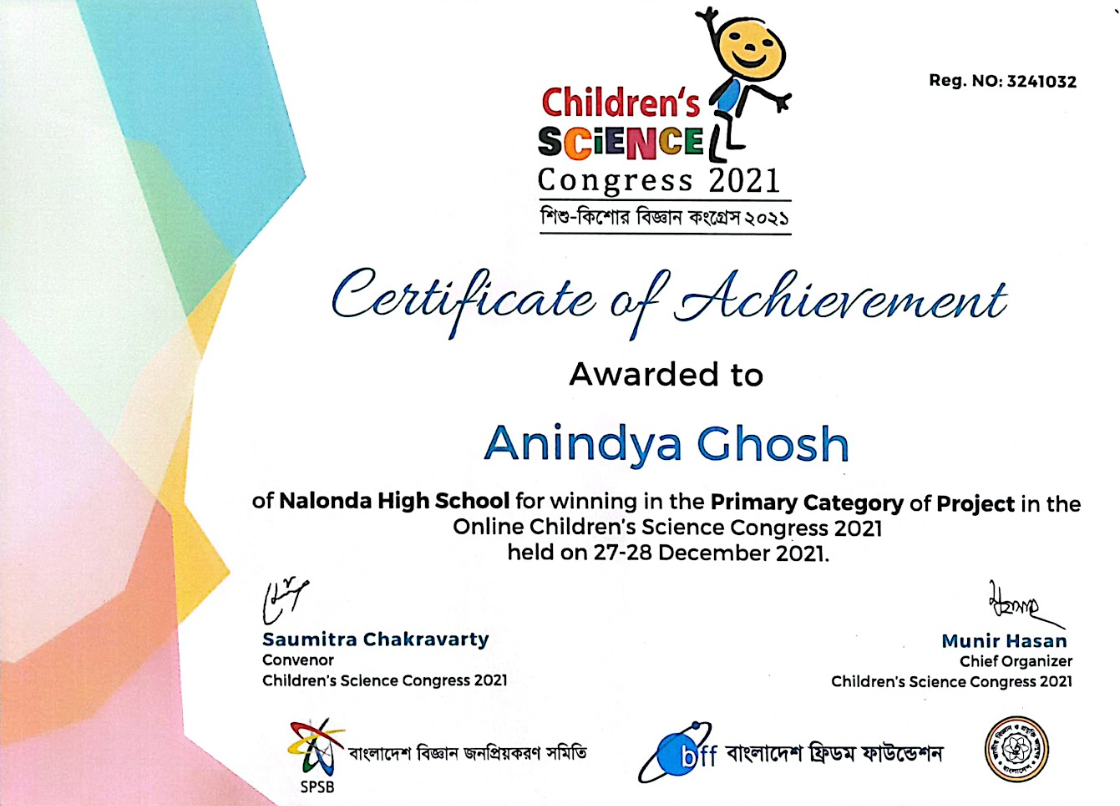 Reg. NO: 3241032
Children's
SCiENCE
Congress 2021
শিশু-কিশোর বিজ্ঞান কংগ্রেস ২০২১
Certificate of Achievement
Awarded to
Anindya Ghosh
of Nalonda High School for winning in the Primary Category of Project in the
Online Children's Science Congress 2021
held on 27-28 December 2021.
Saumitra Chakravarty
Convenor
Children's Science Congress 2021
Munir Hasan
Chief Organizer
Children's Science Congress 2021
SPSB
বাংলাদেশ বিজ্ঞান জনপ্রিয়করণ সমিতি
bff বাংলাদেশ ফ্রিডম ফাউন্ডেশন